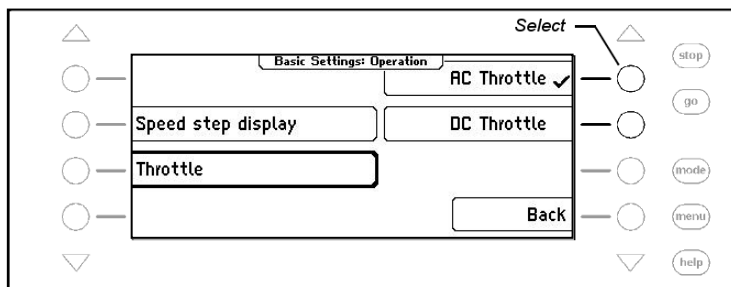 Select
stop
Basic Settings: Operation
AC Throttle ✓
go
Speed step display
DC Throttle
Throttle
mode
Back
menu
help